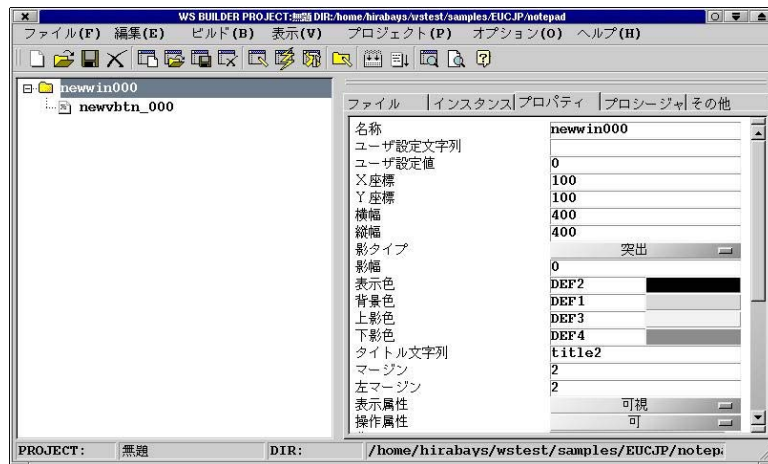 WS BUILDER PROJECT:無題 DIR:/home/hirabays/wstest/samples/EUCJP/notepad
ファイル(F) 編集(E) ビルド(B) 表示(V) プロジェクト(P) オプション(O) ヘルプ(H)
newwin000
newvbtn_000
ファイル インスタンス プロパティ プロシージャ その他
名称 newwin000
ユーザ設定文字列
ユーザ設定値 0
X座標 100
Y座標 100
横幅 400
縦幅 400
影タイプ 突出
影幅 0
表示色 DEF2
背景色 DEF1
上影色 DEF3
下影色 DEF4
タイトル文字列 title2
マージン 2
左マージン 2
表示属性 可視
操作属性 可
PROJECT: 無題 DIR: /home/hirabays/wstest/samples/EUCJP/notep